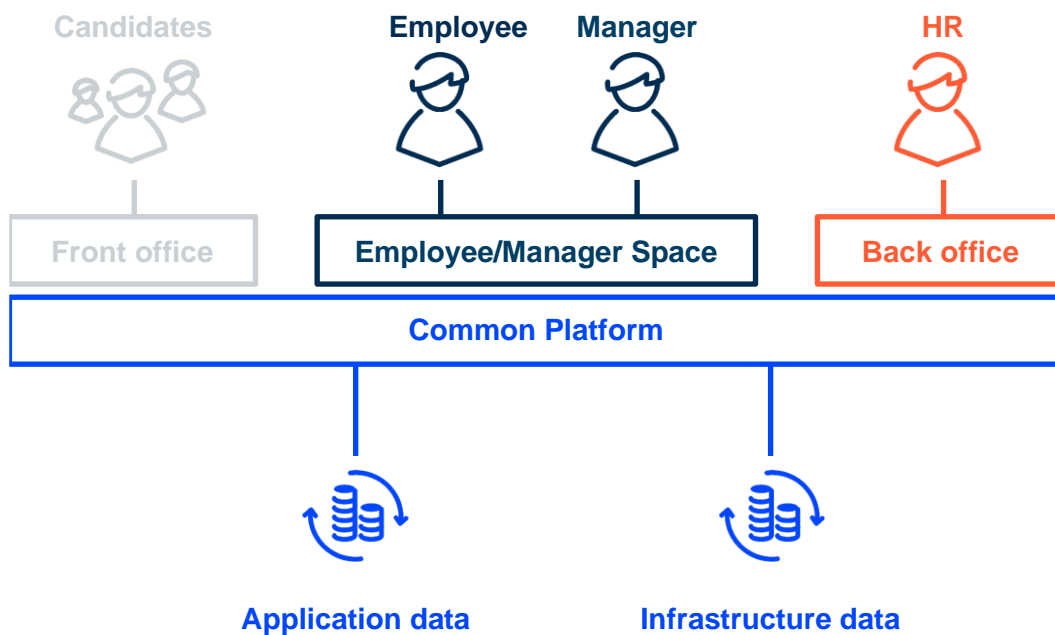 Candidates
Employee
Manager
HR
Front office
Employee/Manager Space
Back office
Common Platform
Application data
Infrastructure data